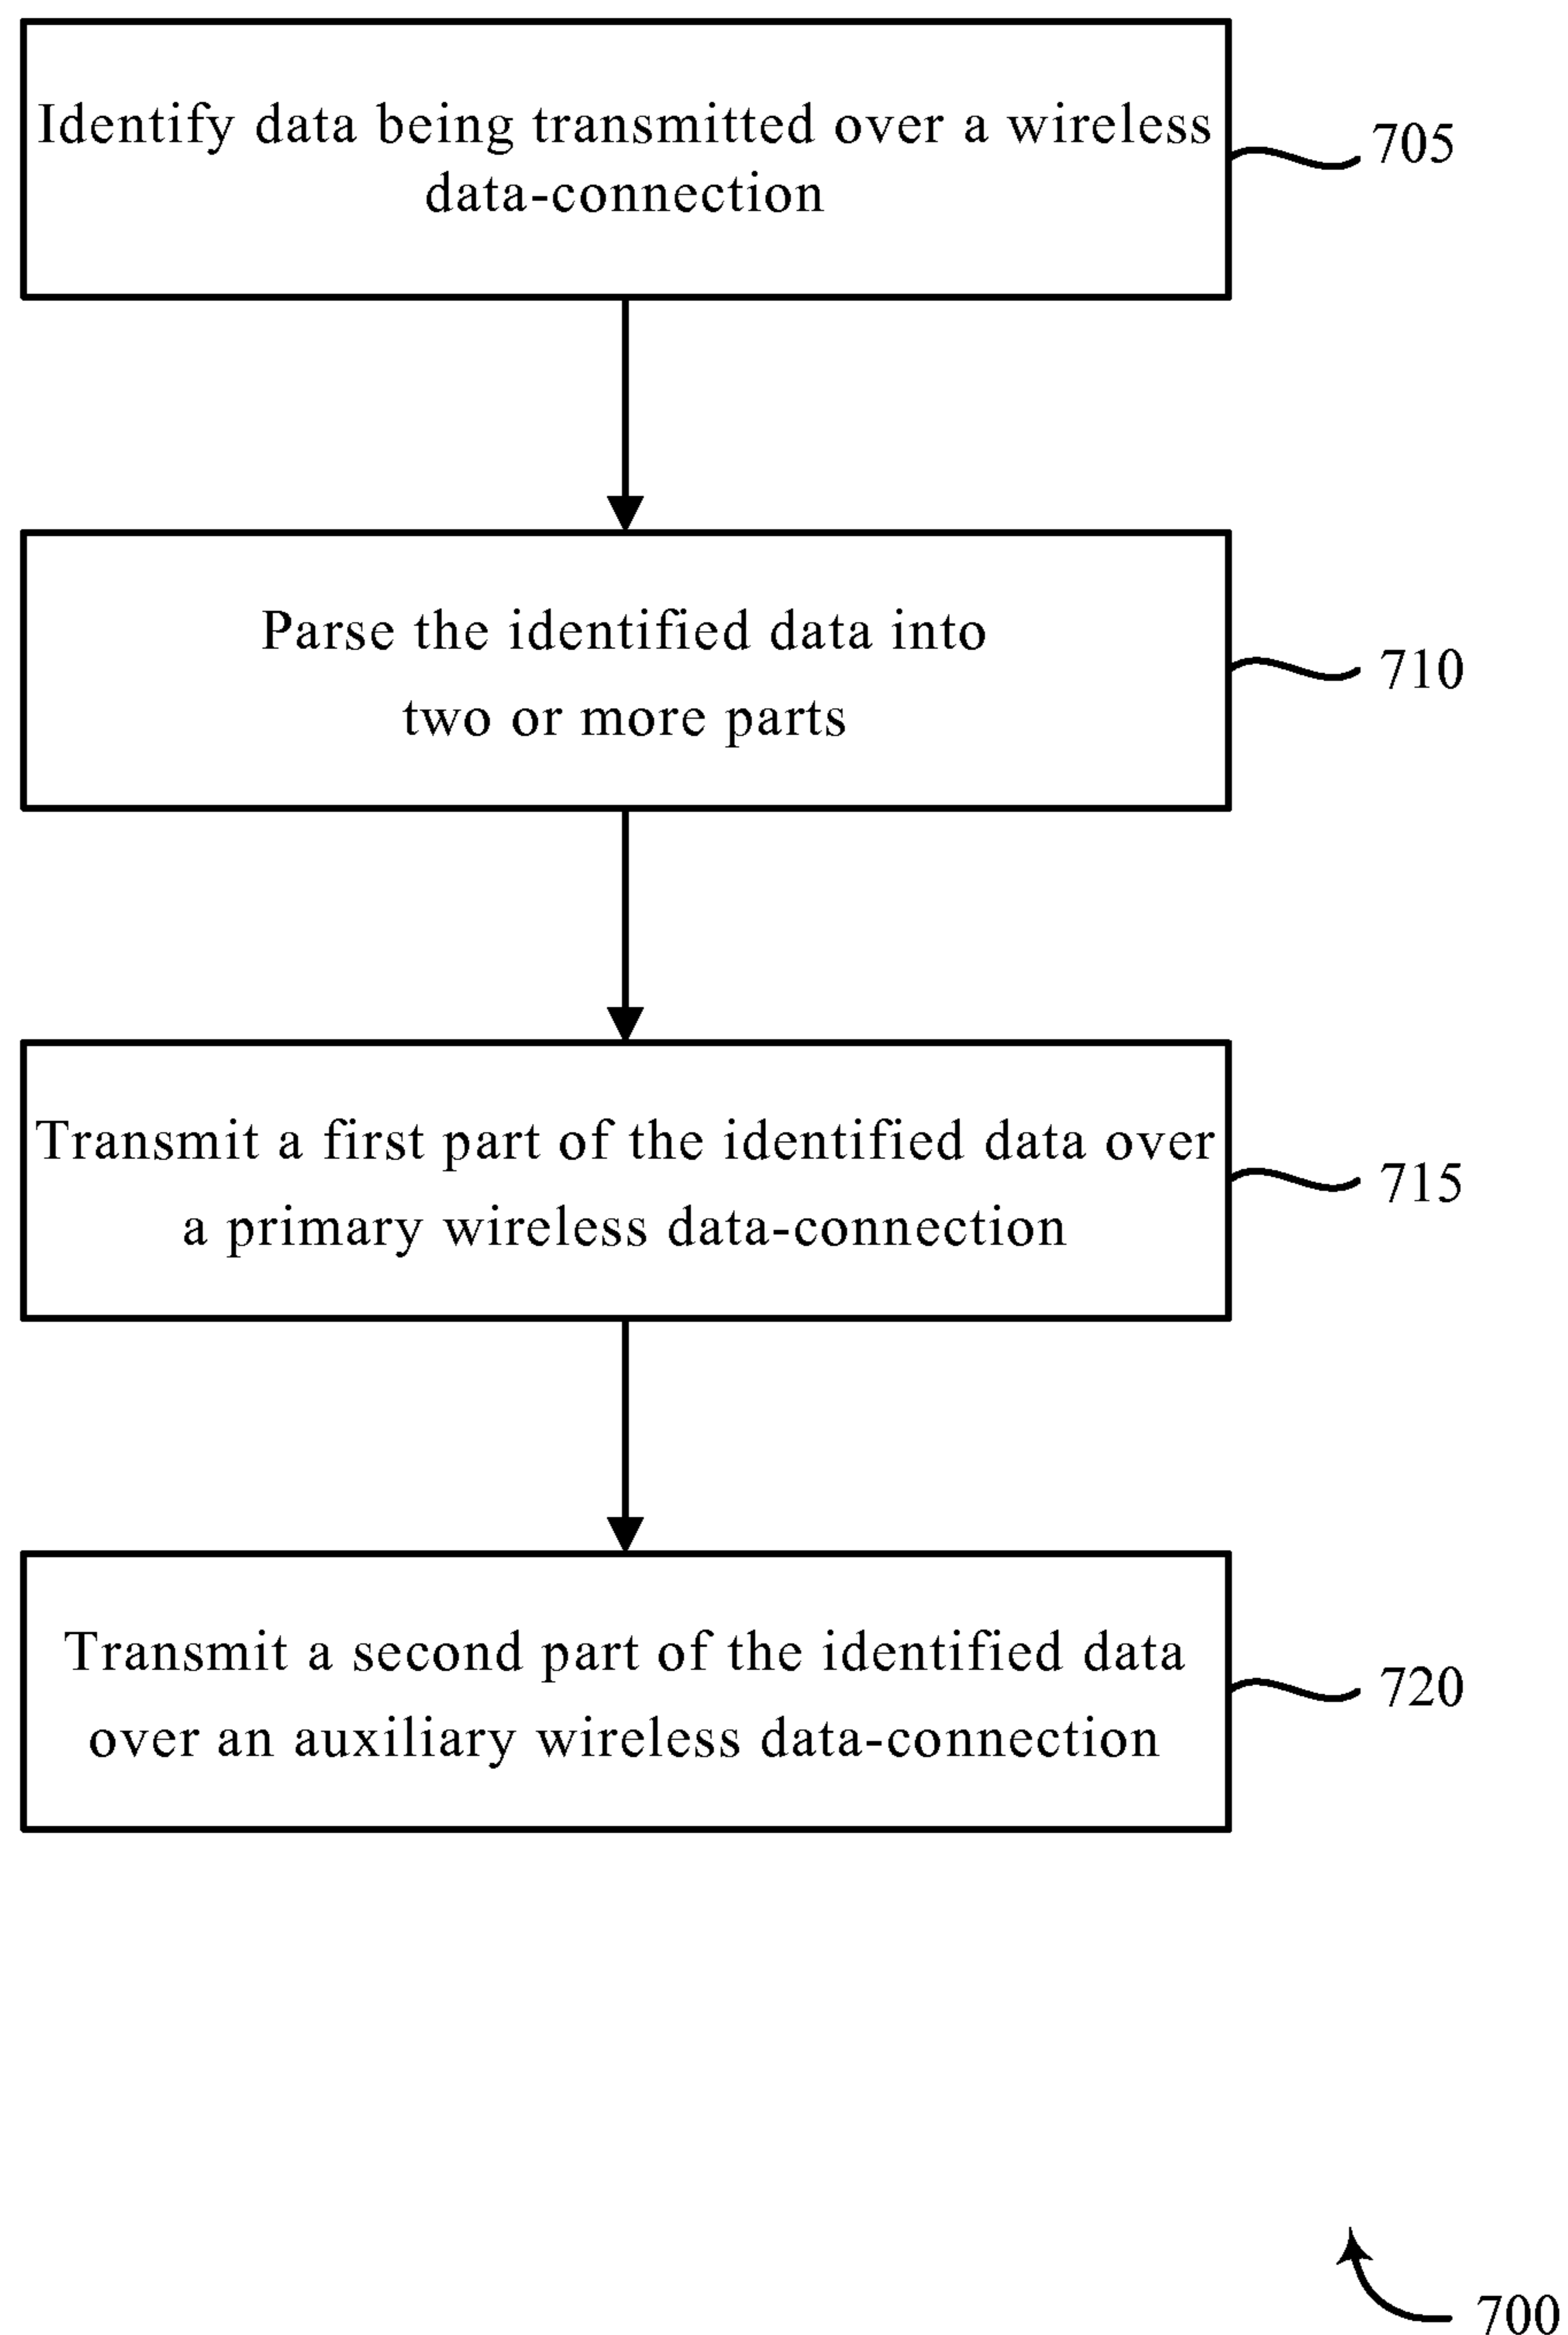 Identify data being transmitted over a wireless
data-connection
705
Parse the identified data into
two or more parts
710
Transmit a first part of the identified data over
a primary wireless data-connection
715
Transmit a second part of the identified data
over an auxiliary wireless data-connection
720
700